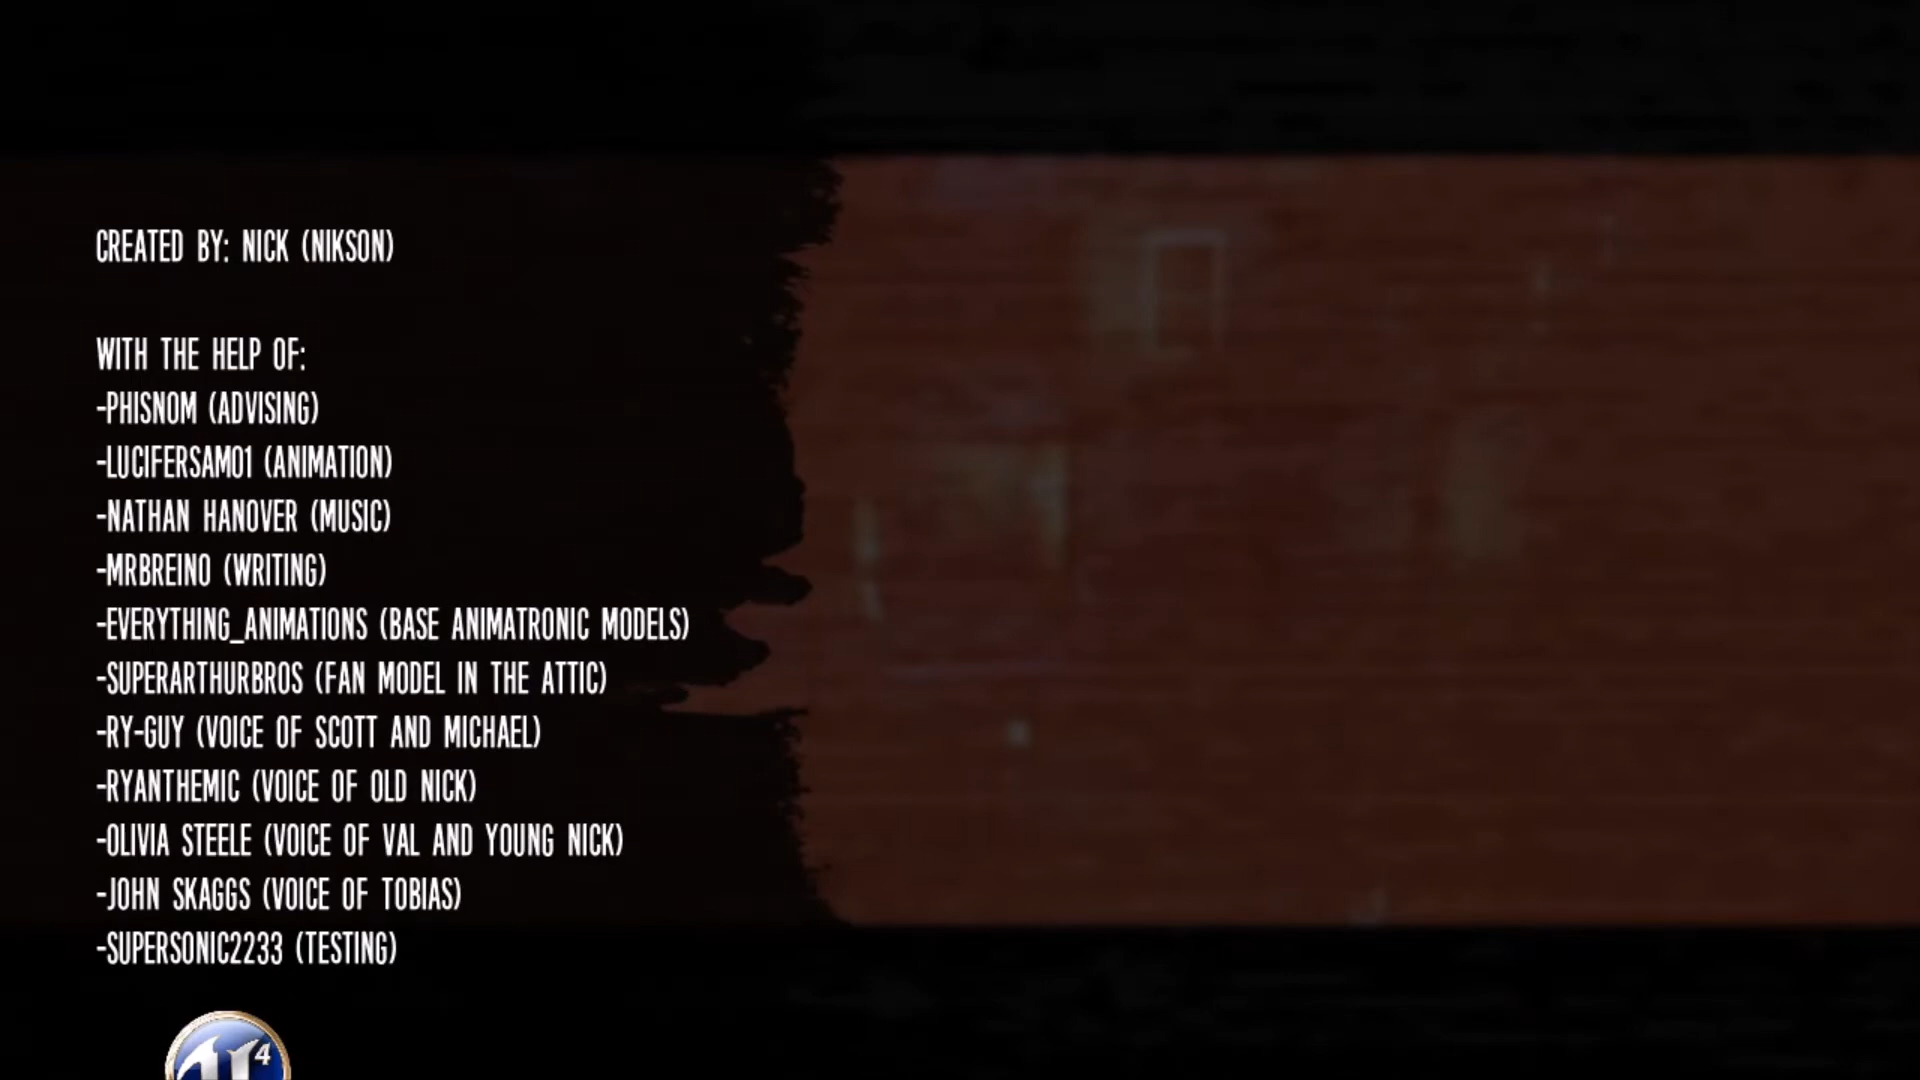 CREATED BY: NICK (NIKSON)
WITH THE HELP OF:
-PHISNOM (ADVISING)
-LUCIFERSAM01 (ANIMATION)
-NATHAN HANOVER (MUSIC)
-MRBREINO (WRITING)
-EVERYTHING_ANIMATIONS (BASE ANIMATRONIC MODELS)
-SUPERARTHURBROS (FAN MODEL IN THE ATTIC)
-RY-GUY (VOICE OF SCOTT AND MICHAEL)
-RYANTHEMIC (VOICE OF OLD NICK)
-OLIVIA STEELE (VOICE OF VAL AND YOUNG NICK)
-JOHN SKAGGS (VOICE OF TOBIAS)
-SUPERSONIC2233 (TESTING)
4